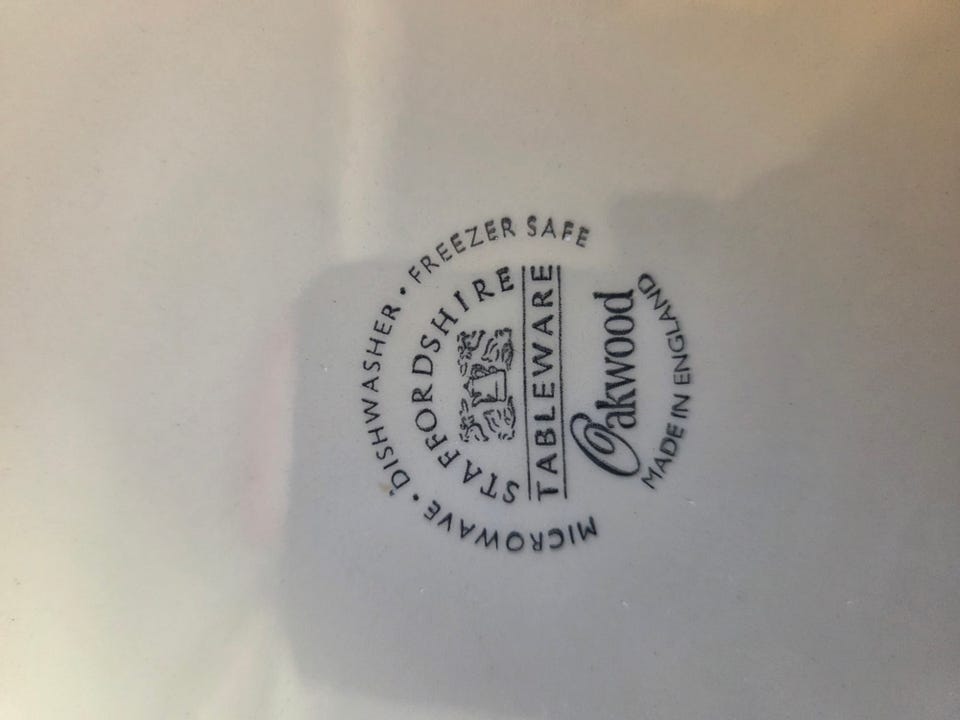 MICROWAVE • DISHWASHER • FREEZER SAFE
STAFFORDSHIRE
TABLEWARE
Oakwood
MADE IN ENGLAND